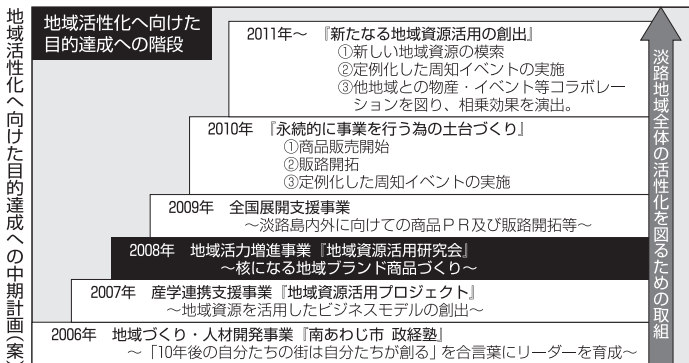 地域活性化へ向けた目的達成への中期計画(案)
地域活性化へ向けた
目的達成への階段
2011年~ 『新たなる地域資源活用の創出』
①新しい地域資源の模索
②定例化した周知イベントの実施
③他地域との物産・イベント等コラボレー
ションを図り、相乗効果を演出。
2010年 『永続的に事業を行う為の土台づくり』
①商品販売開始
②販路開拓
③定例化した周知イベントの実施
2009年 全国展開支援事業
~淡路島内外に向けての商品PR及び販路開拓等~
2008年 地域活力増進事業『地域資源活用研究会』
~核になる地域ブランド商品づくり~
2007年 産学連携支援事業『地域資源活用プロジェクト』
~地域資源を活用したビジネスモデルの創出~
2006年 地域づくり・人材開発事業『南あわじ市 政経塾』
~「10年後の自分たちの街は自分たちが創る」を合言葉にリーダーを育成~
淡路地域全体の活性化を図るための取組